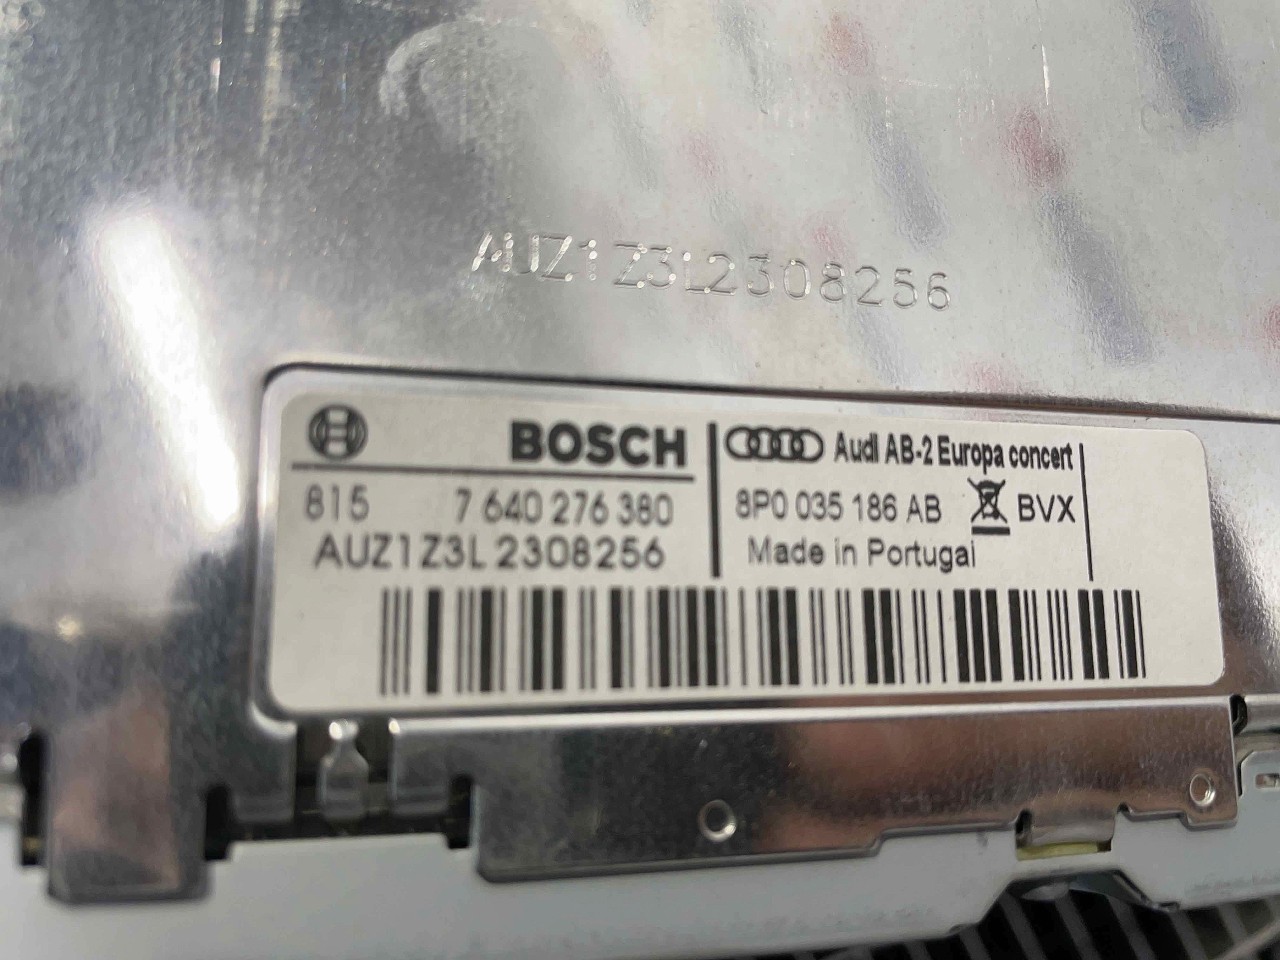 AUZ1Z3L2308256
BOSCH
815 7 640 276 380
AUZ1Z3L 2308256
Audi AB-2 Europa concert
8P0 035 186 AB BVX
Made in Portugal